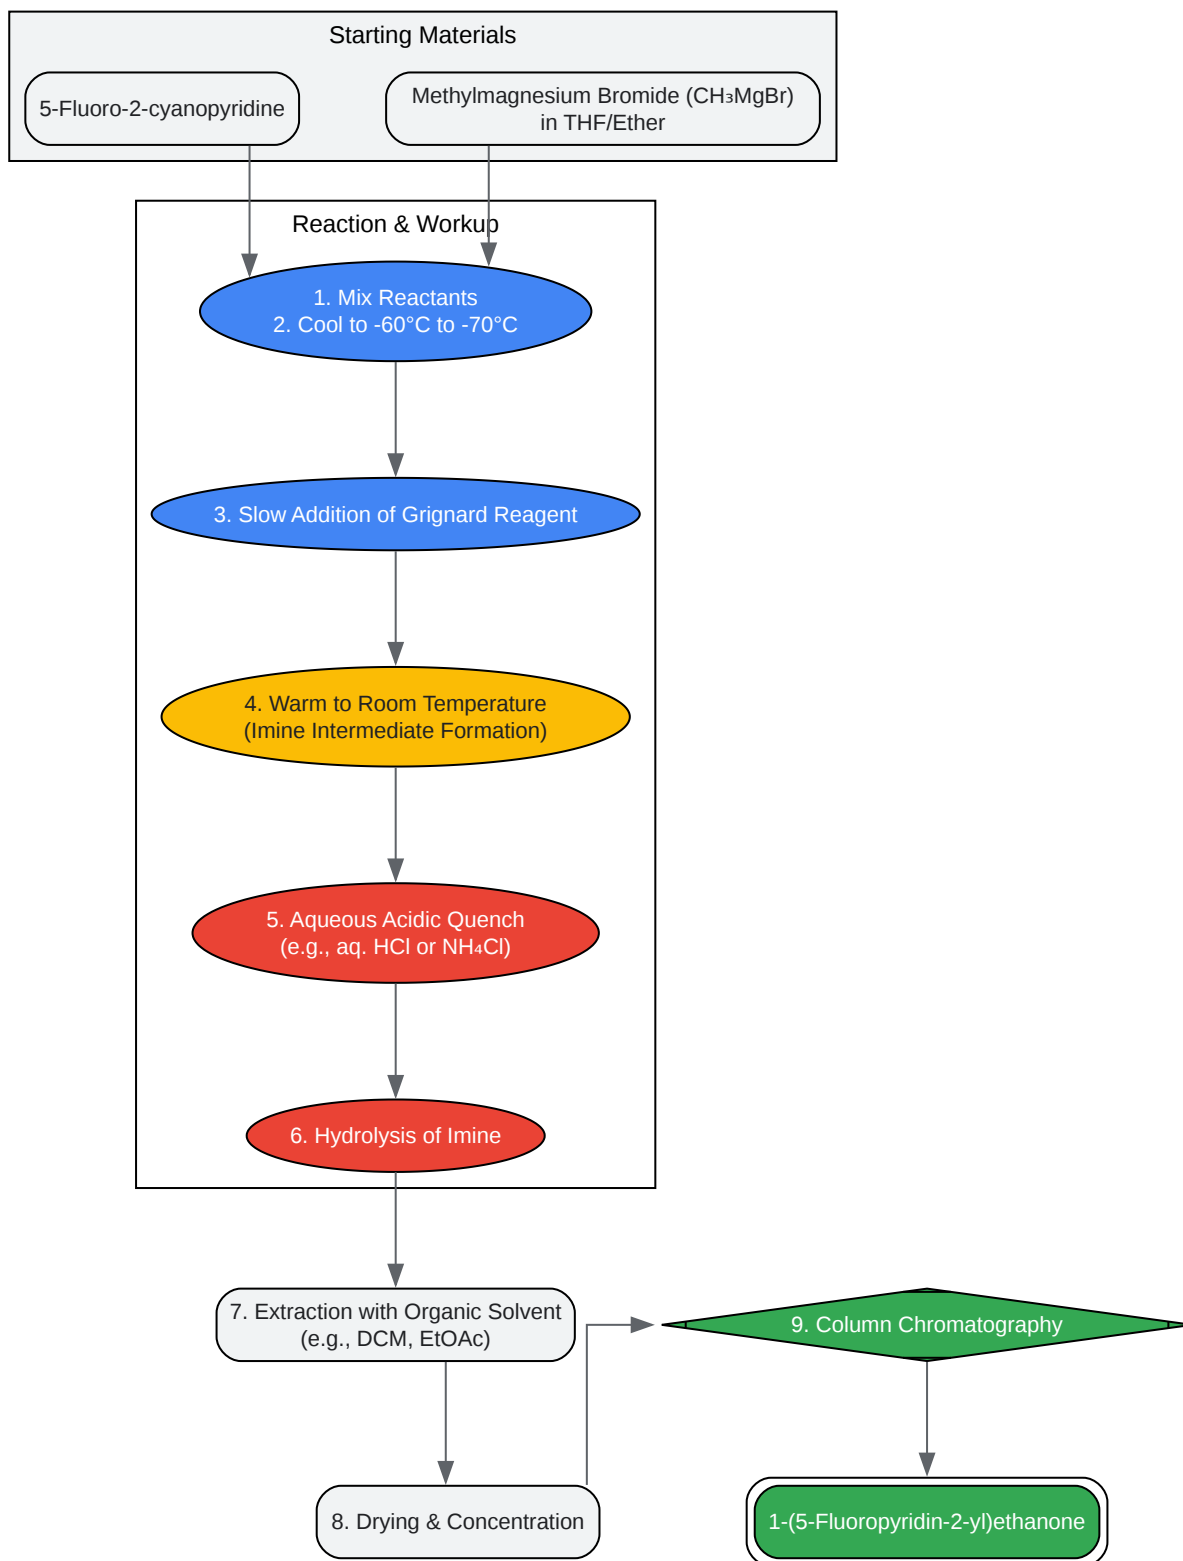 Starting Materials
5-Fluoro-2-cyanopyridine
Methylmagnesium Bromide (CH₃MgBr)
in THF/Ether
Reaction & Workup
1. Mix Reactants
2. Cool to -60°C to -70°C
3. Slow Addition of Grignard Reagent
4. Warm to Room Temperature
(Imine Intermediate Formation)
5. Aqueous Acidic Quench
(e.g., aq. HCl or NH₄Cl)
6. Hydrolysis of Imine
7. Extraction with Organic Solvent
(e.g., DCM, EtOAc)
9. Column Chromatography
8. Drying & Concentration
1-(5-Fluoropyridin-2-yl)ethanone